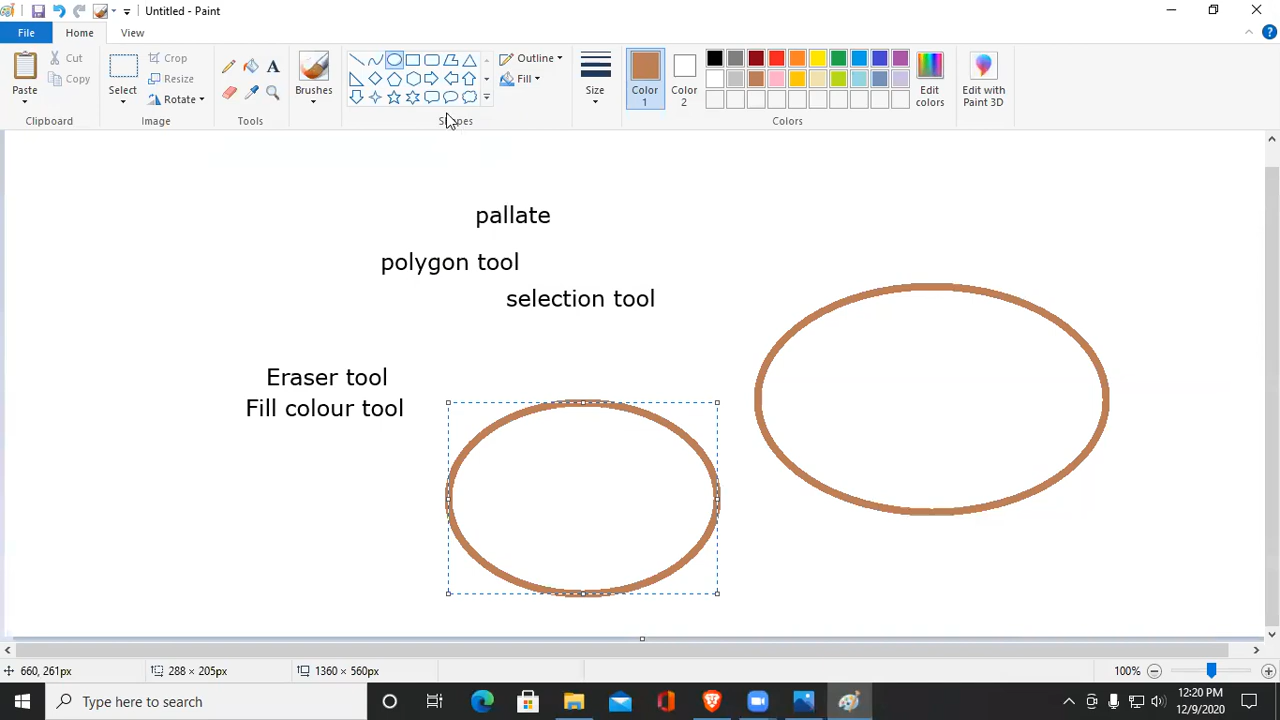 Untitled - Paint
File
Home
View
Paste
Cut
Copy
Clipboard
Select
Crop
Resize
Rotate
Image
A
Tools
Brushes
Outline
Fill
Shapes
Size
Color 1
Color 2
Edit colors
Colors
Edit with Paint 3D
pallate
polygon tool
selection tool
Eraser tool
Fill colour tool
660, 261px
288 × 205px
1360 × 560px
100%
Type here to search
12:20 PM
12/9/2020